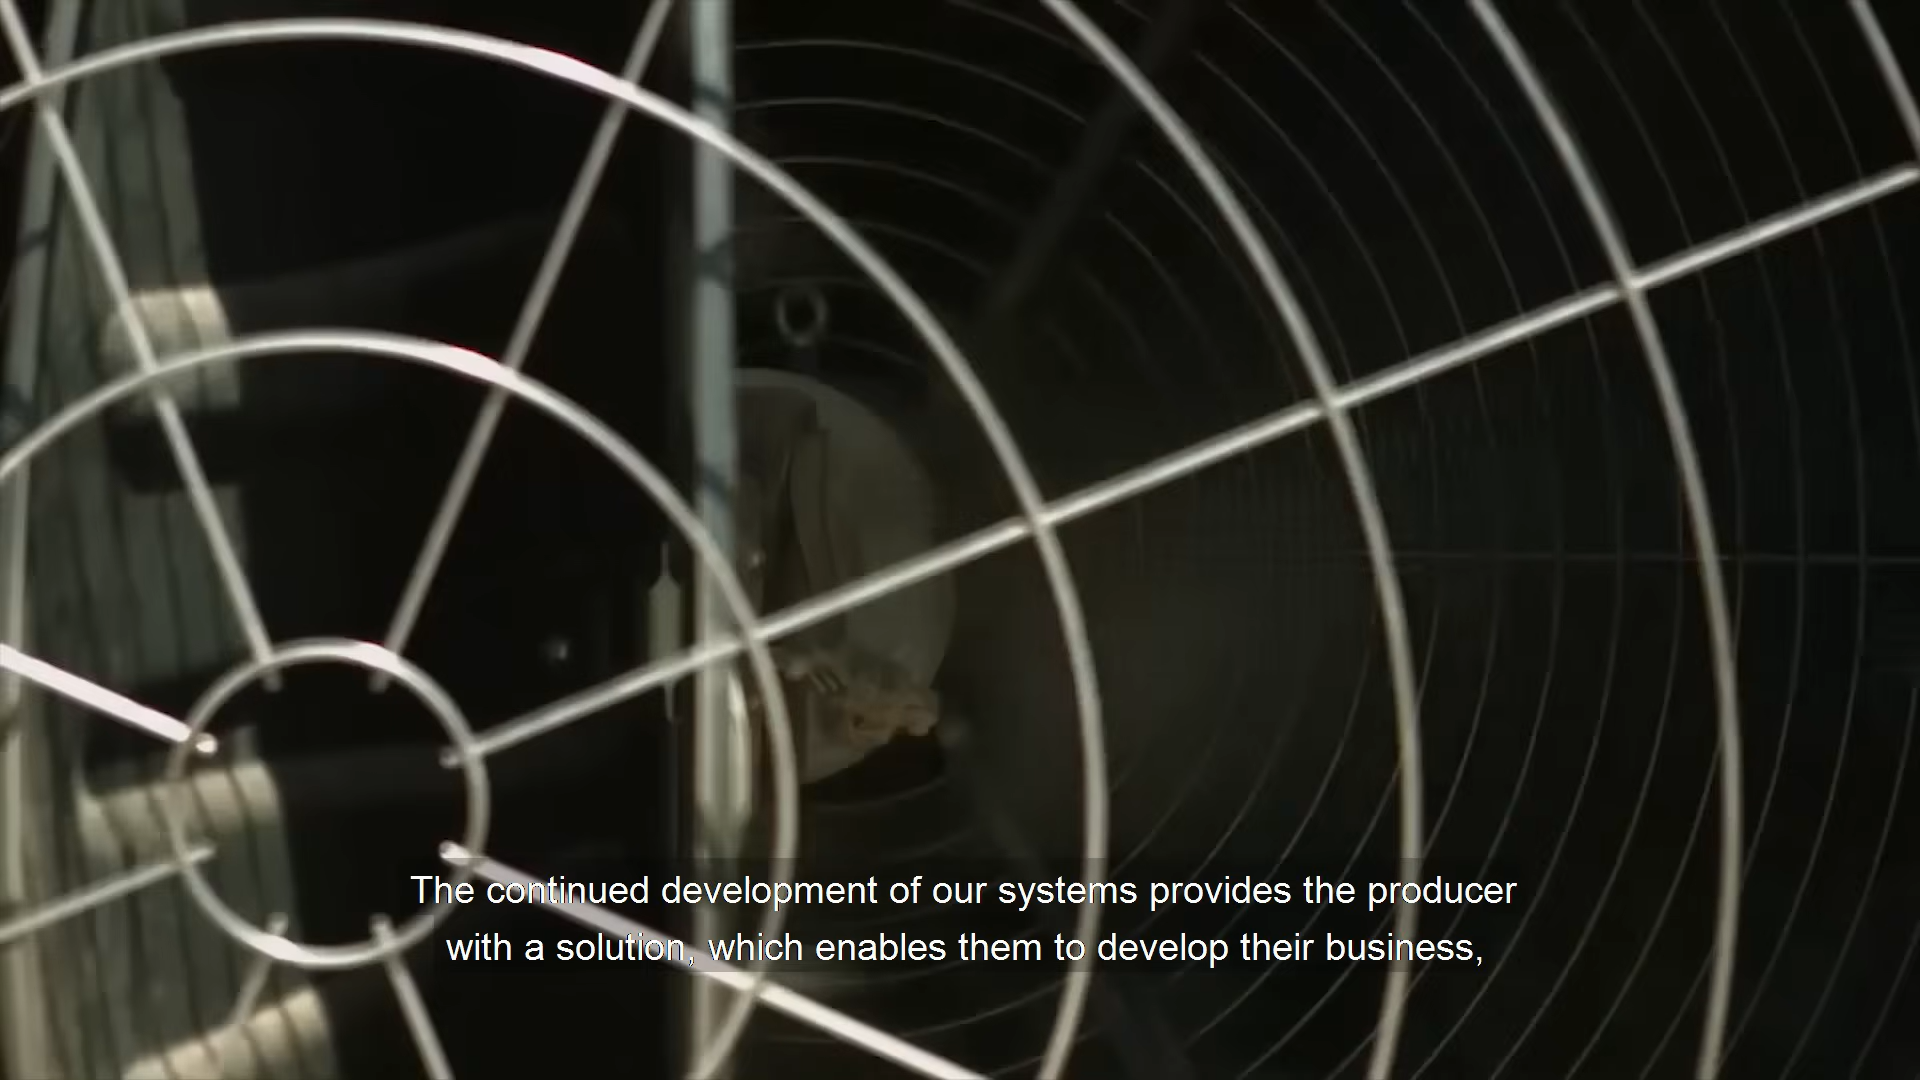 The continued development of our systems provides the producer
with a solution, which enables them to develop their business,